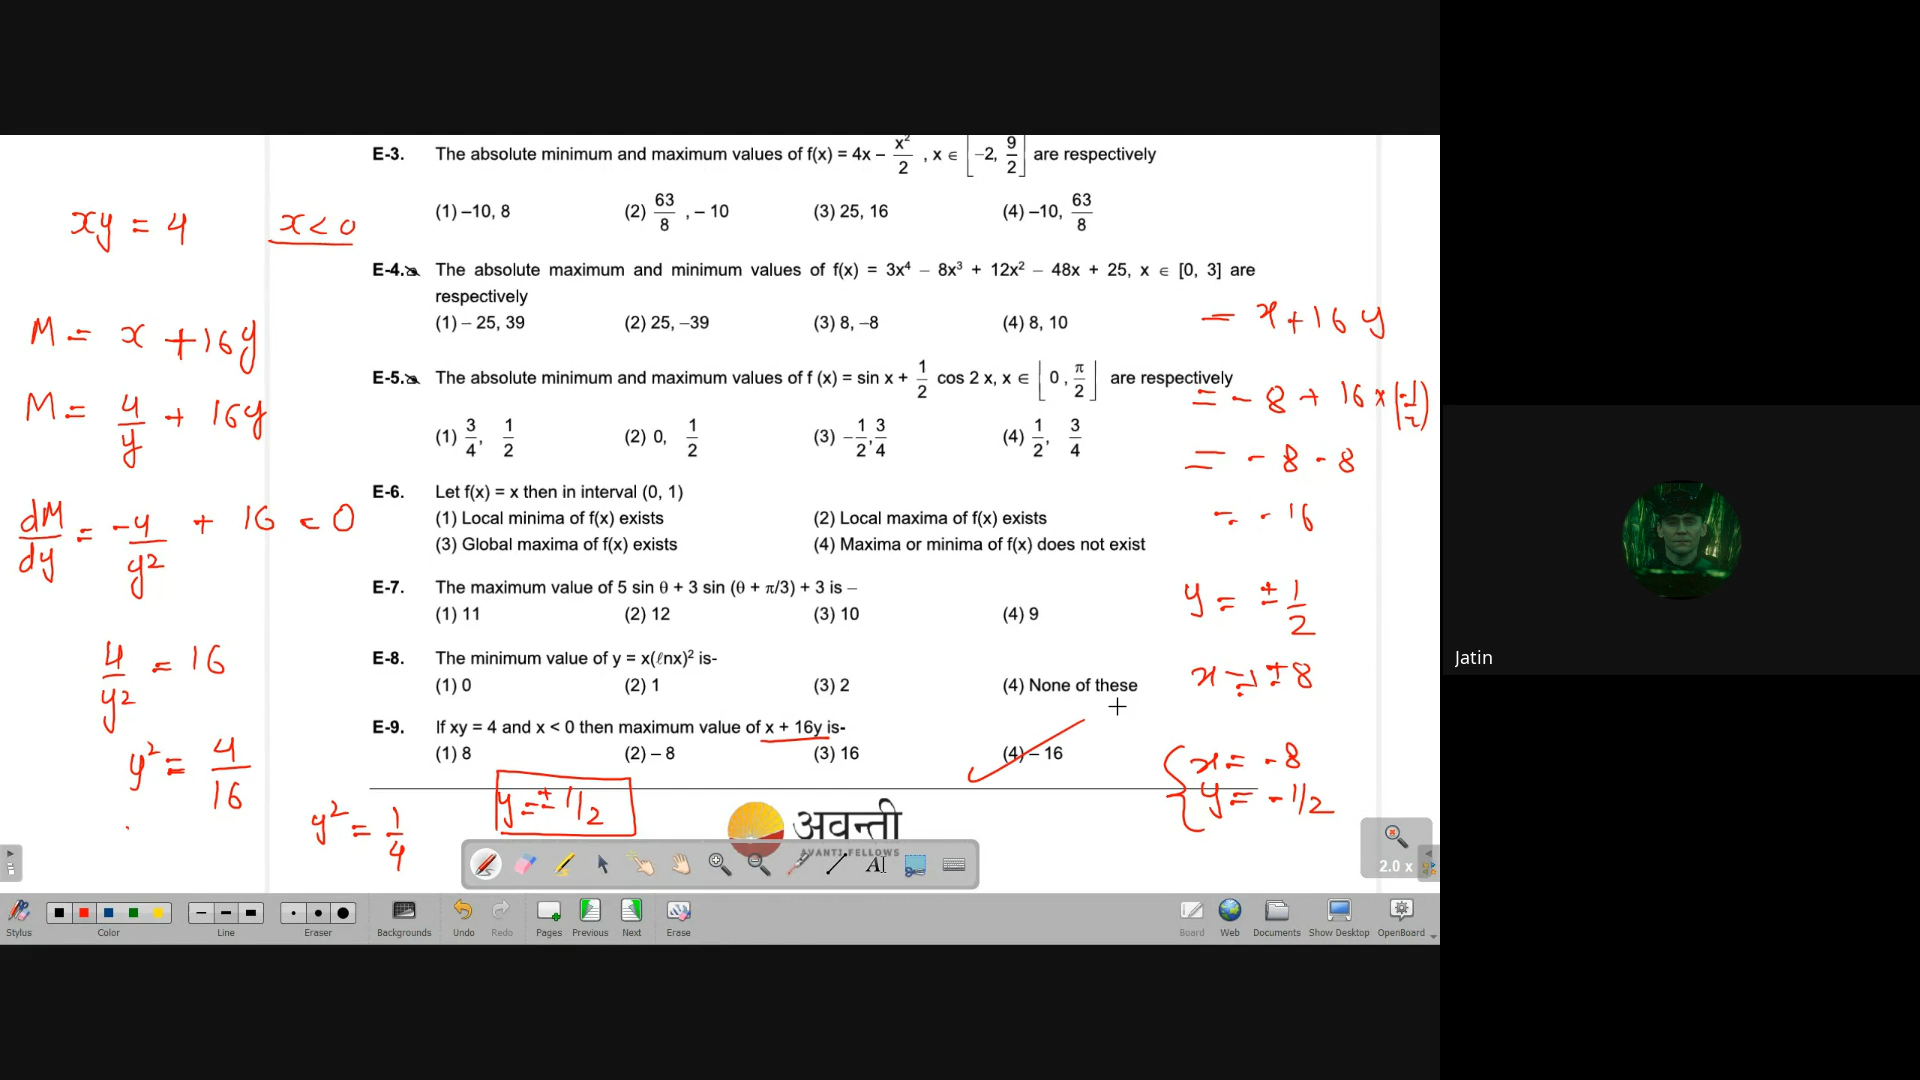 E-3. The absolute minimum and maximum values of f(x) = 4x – x²/2 , x ∈ [–2, 9/2] are respectively
(1) –10, 8 (2) 63/8 , – 10 (3) 25, 16 (4) –10, 63/8
xy = 4 x < 0
E-4. The absolute maximum and minimum values of f(x) = 3x⁴ – 8x³ + 12x² – 48x + 25, x ∈ [0, 3] are
respectively
(1) – 25, 39 (2) 25, –39 (3) 8, –8 (4) 8, 10
M = x + 16y
= x + 16 y
E-5. The absolute minimum and maximum values of f (x) = sin x + 1/2 cos 2 x, x ∈ [0 , π/2] are respectively
M = 4/y + 16y
= - 8 + 16 × (-1/2)
(1) 3/4, 1/2 (2) 0, 1/2 (3) –1/2, 3/4 (4) 1/2, 3/4
= - 8 - 8
E-6. Let f(x) = x then in interval (0, 1)
(1) Local minima of f(x) exists (2) Local maxima of f(x) exists
= - 16
dM/dy = -4/y² + 16 = 0
(3) Global maxima of f(x) exists (4) Maxima or minima of f(x) does not exist
E-7. The maximum value of 5 sin θ + 3 sin (θ + π/3) + 3 is –
(1) 11 (2) 12 (3) 10 (4) 9
y = ± 1/2
E-8. The minimum value of y = x(ℓnx)² is-
(1) 0 (2) 1 (3) 2 (4) None of these
4/y² = 16
x = ± 8
E-9. If xy = 4 and x < 0 then maximum value of x + 16y is-
(1) 8 (2) – 8 (3) 16 (4) – 16
y² = 4/16
x = - 8
y = - 1/2
y² = 1/4
y = ± 1/2
अवन्ती
AVANTI FELLOWS
Jatin
2.0 x
Stylus Color Line Eraser Backgrounds Undo Redo Pages Previous Next Erase Board Web Documents Show Desktop OpenBoard